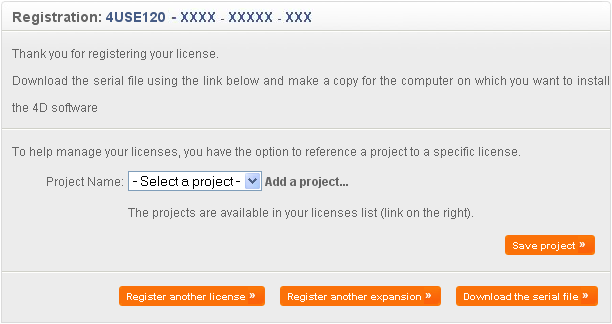 Registration: 4USE120 - XXXX - XXXXX - XXX
Thank you for registering your license.
Download the serial file using the link below and make a copy for the computer on which you want to install
the 4D software
To help manage your licenses, you have the option to reference a project to a specific license.
Project Name: - Select a project - Add a project...
The projects are available in your licenses list (link on the right).
Save project »
Register another license » Register another expansion » Download the serial file »